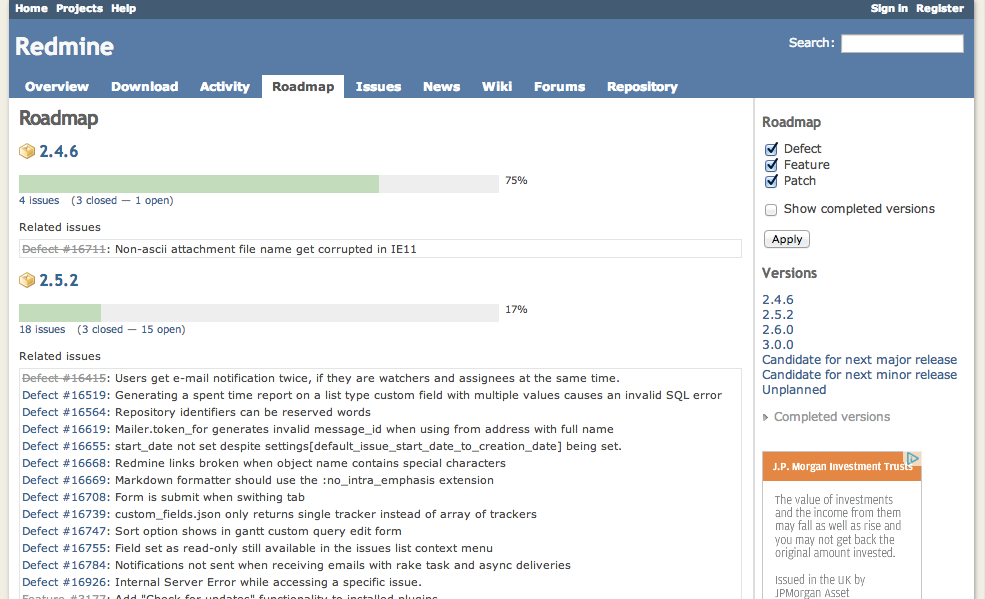 Home Projects Help
Sign in Register
Redmine
Search:
Overview Download Activity Roadmap Issues News Wiki Forums Repository
Roadmap
2.4.6
75%
4 issues (3 closed — 1 open)
Related issues
Defect #16711: Non-ascii attachment file name get corrupted in IE11
2.5.2
17%
18 issues (3 closed — 15 open)
Related issues
Defect #16415: Users get e-mail notification twice, if they are watchers and assignees at the same time.
Defect #16519: Generating a spent time report on a list type custom field with multiple values causes an invalid SQL error
Defect #16564: Repository identifiers can be reserved words
Defect #16619: Mailer.token_for generates invalid message_id when using from address with full name
Defect #16655: start_date not set despite settings[default_issue_start_date_to_creation_date] being set.
Defect #16668: Redmine links broken when object name contains special characters
Defect #16669: Markdown formatter should use the :no_intra_emphasis extension
Defect #16708: Form is submit when swithing tab
Defect #16739: custom_fields.json only returns single tracker instead of array of trackers
Defect #16747: Sort option shows in gantt custom query edit form
Defect #16755: Field set as read-only still available in the issues list context menu
Defect #16784: Notifications not sent when receiving emails with rake task and async deliveries
Defect #16926: Internal Server Error while accessing a specific issue.
Feature #3177: Add "Check for updates" functionality to installed plugins
Roadmap
Defect
Feature
Patch
Show completed versions
Apply
Versions
2.4.6
2.5.2
2.6.0
3.0.0
Candidate for next major release
Candidate for next minor release
Unplanned
Completed versions
J.P. Morgan Investment Trusts
The value of investments
and the income from them
may fall as well as rise and
you may not get back the
original amount invested.
Issued in the UK by
JPMorgan Asset